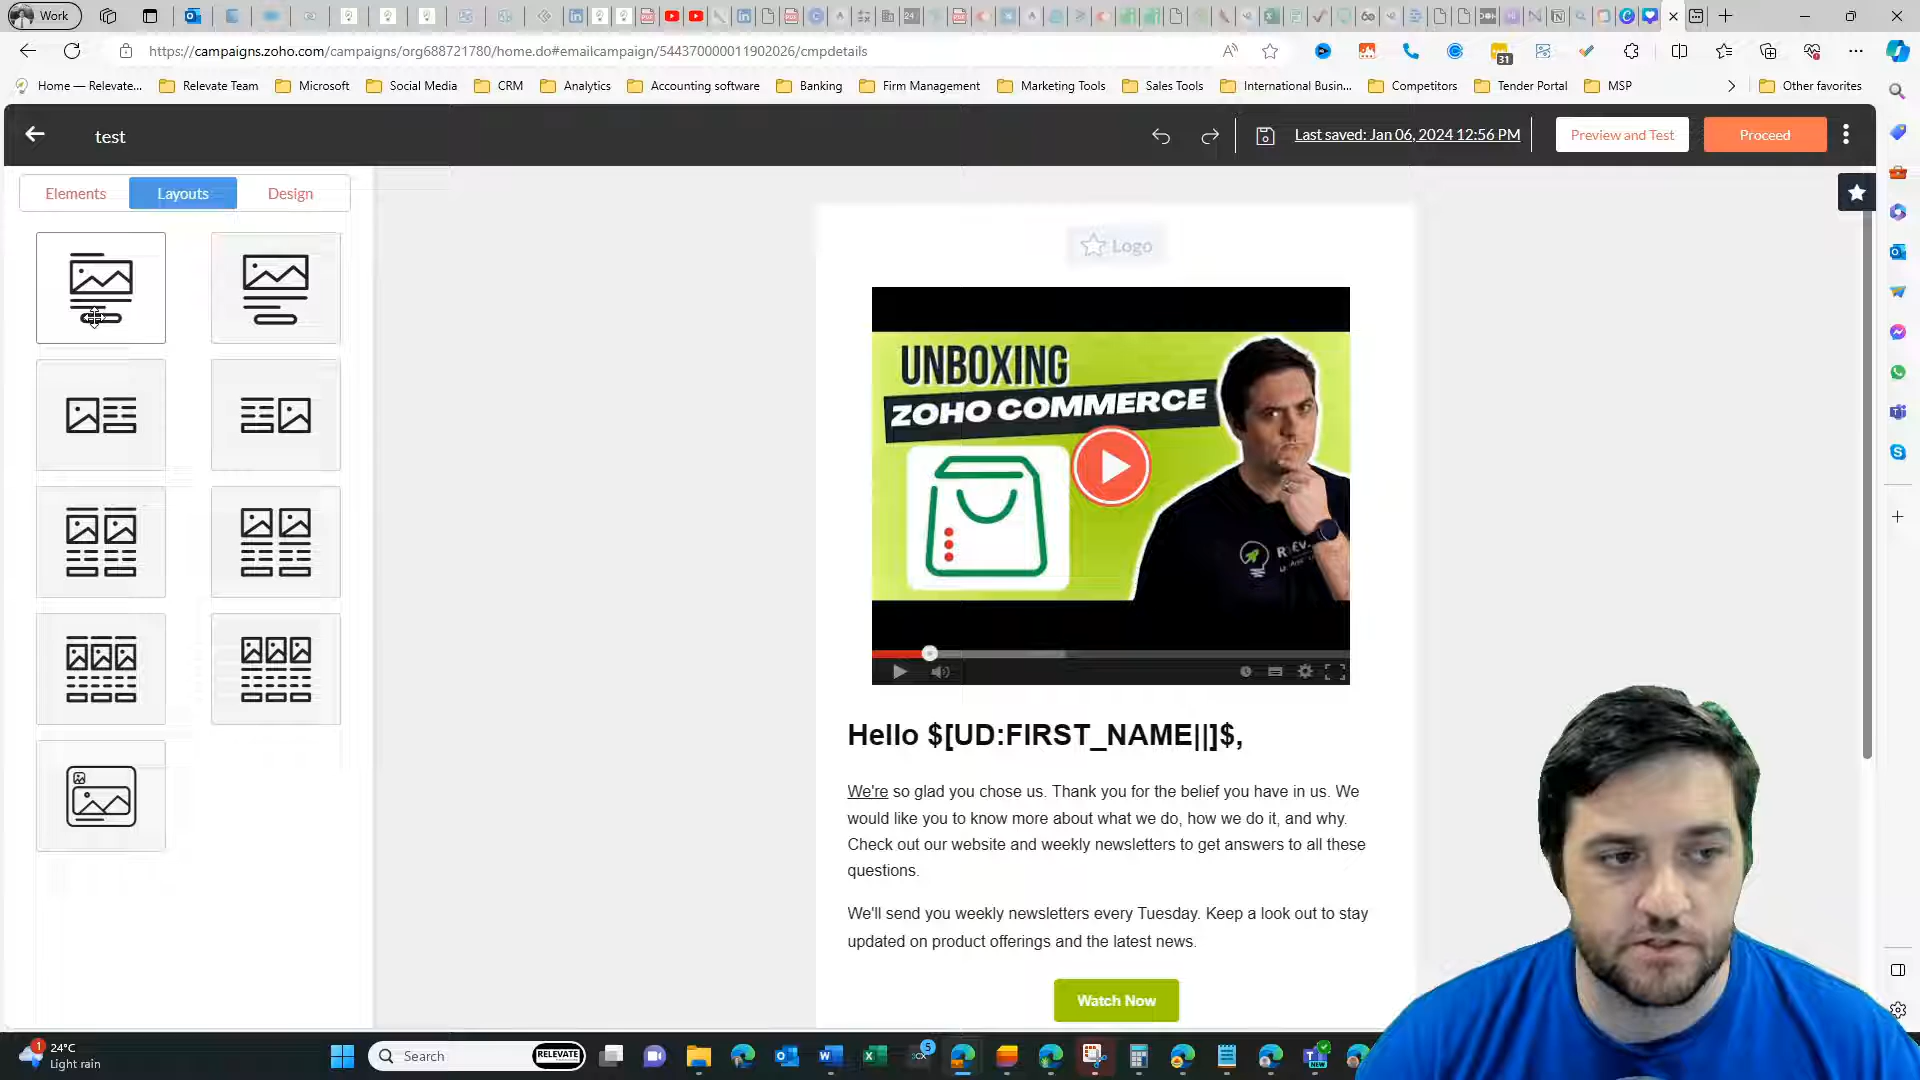 Work
https://campaigns.zoho.com/campaigns/org688721780/home.do#emailcampaign/544370000011902026/cmpdetails
31
Home — Relevate...
Relevate Team
Microsoft
Social Media
CRM
Analytics
Accounting software
Banking
Firm Management
Marketing Tools
Sales Tools
International Busin...
Competitors
Tender Portal
MSP
Other favorites
test
Last saved: Jan 06, 2024 12:56 PM
Preview and Test
Proceed
Elements
Layouts
Design
Logo
UNBOXING
ZOHO COMMERCE
Hello $[UD:FIRST_NAME||]$,
We're so glad you chose us. Thank you for the belief you have in us. We
would like you to know more about what we do, how we do it, and why.
Check out our website and weekly newsletters to get answers to all these
questions.
We'll send you weekly newsletters every Tuesday. Keep a look out to stay
updated on product offerings and the latest news.
Watch Now
1
24°C
Light rain
Search
RELEVATE
5
NEW